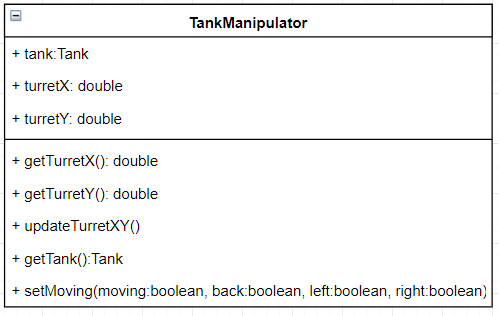 TankManipulator
+ tank:Tank
+ turretX: double
+ turretY: double
+ getTurretX(): double
+ getTurretY(): double
+ updateTurretXY()
+ getTank():Tank
+ setMoving(moving:boolean, back:boolean, left:boolean, right:boolean)